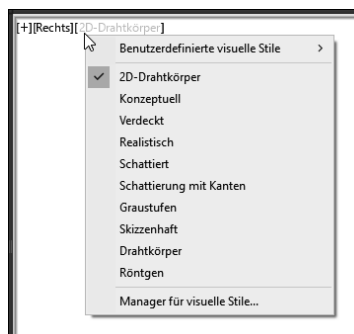 [+][Rechts][2D-Drahtkörper]
Benutzerdefinierte visuelle Stile
2D-Drahtkörper
Konzeptuell
Verdeckt
Realistisch
Schattiert
Schattierung mit Kanten
Graustufen
Skizzenhaft
Drahtkörper
Röntgen
Manager für visuelle Stile...